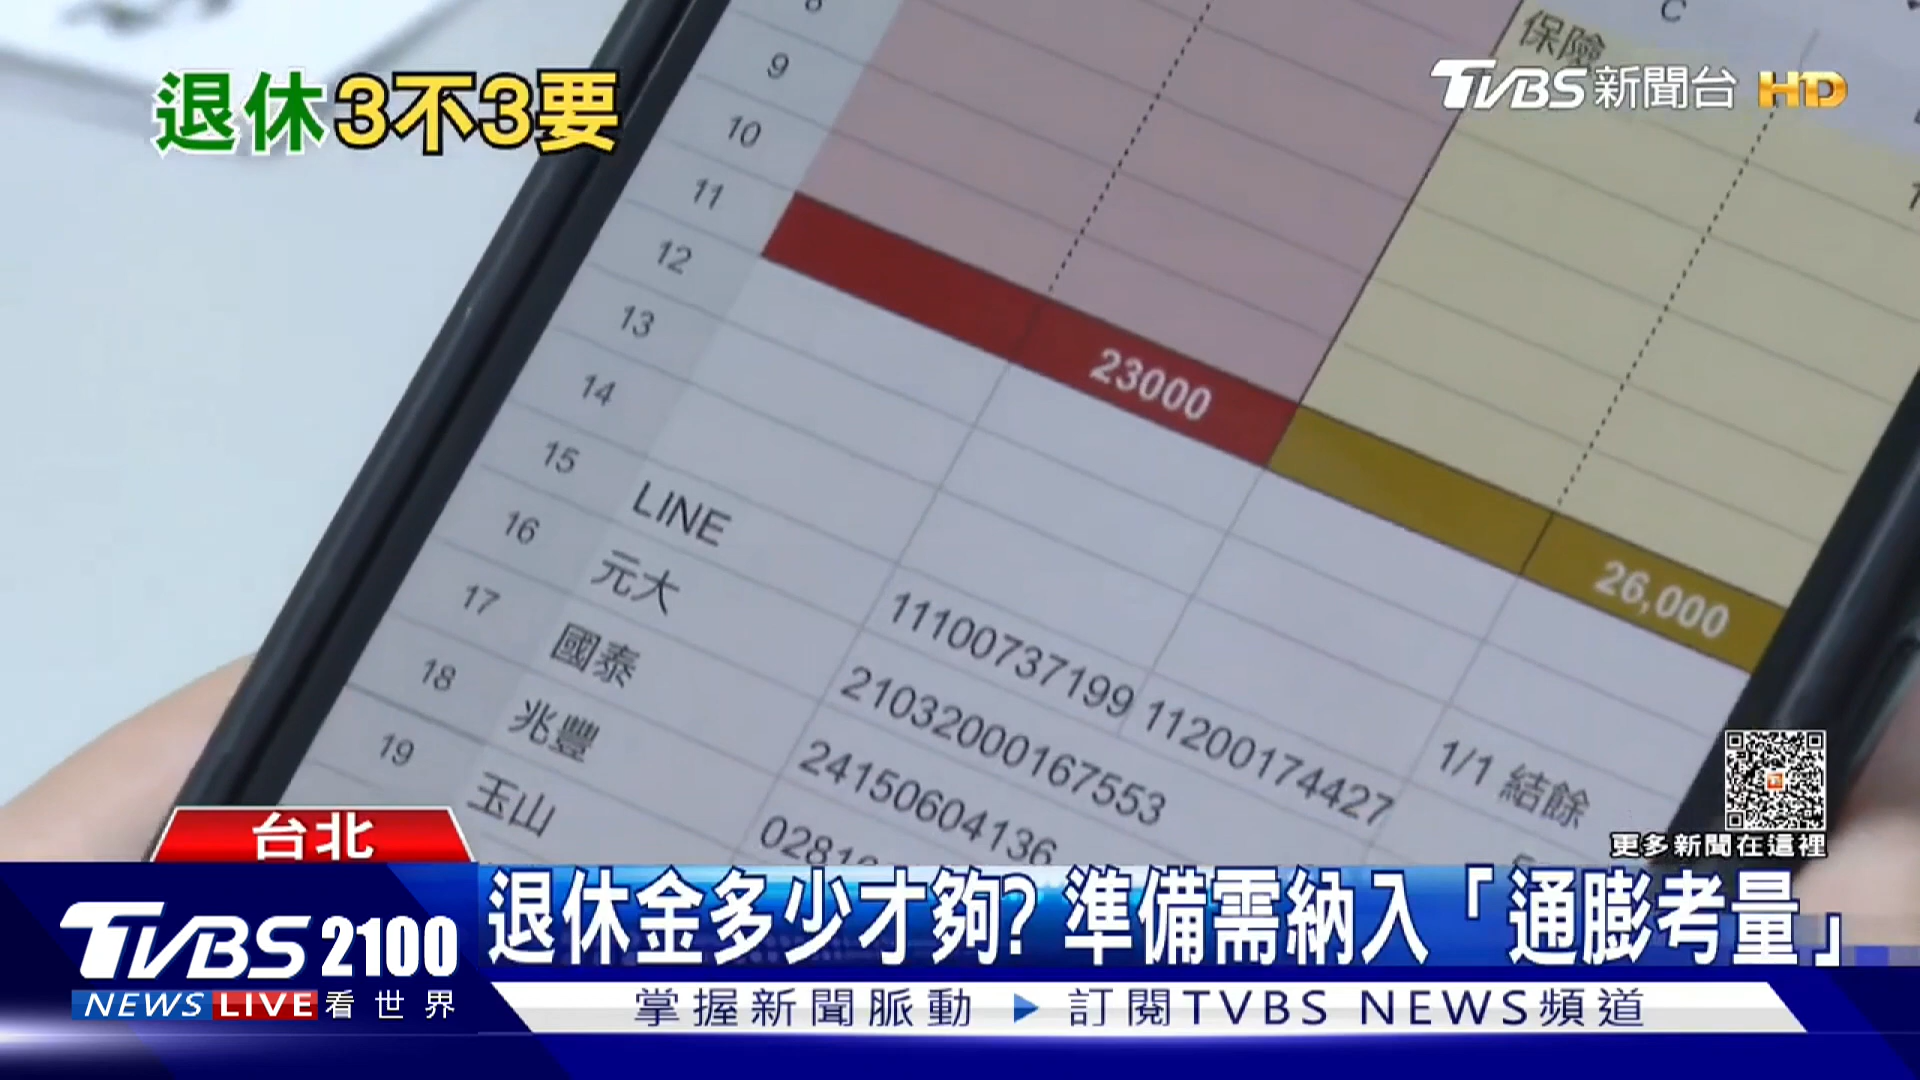 退休3不3要
TVBS新聞台 HD
C
保險
9
10
11
12
23000
13
14
26,000
15
LINE
16
元大
11100737199 11200174427
1/1 結餘
17
國泰
21032000167553
18
兆豐
24150604136
19
玉山
更多新聞在這裡
台北
退休金多少才夠? 準備需納入「通膨考量」
TVBS 2100
NEWS LIVE 看世界
掌握新聞脈動 ▶ 訂閱TVBS NEWS頻道